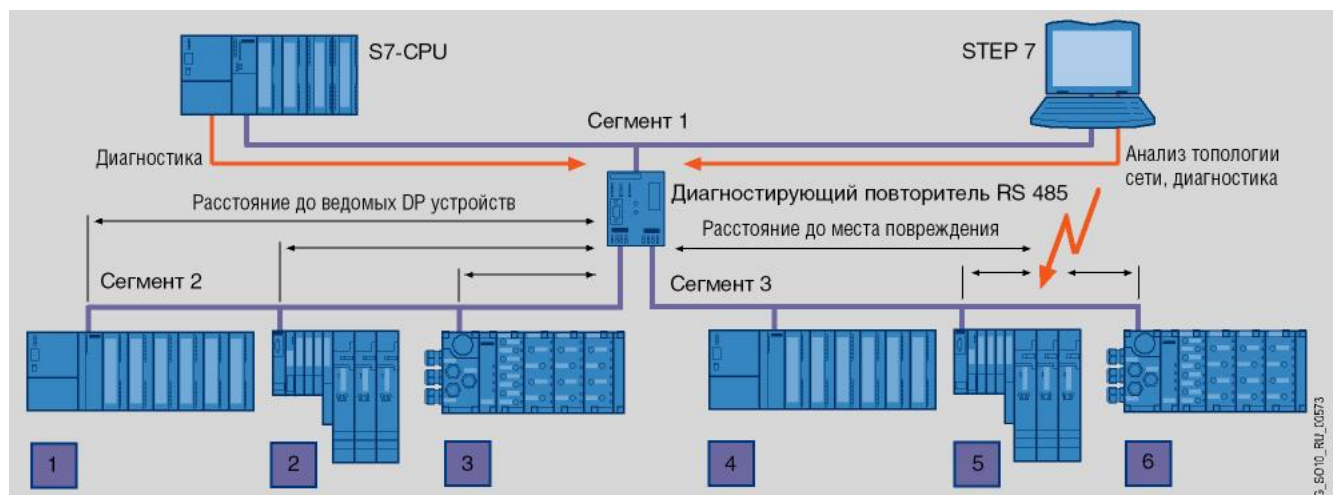 S7-CPU
STEP 7
Сегмент 1
Диагностика
Анализ топологии
сети, диагностика
Диагностирующий повторитель RS 485
Расстояние до ведомых DP устройств
Расстояние до места повреждения
Сегмент 2
Сегмент 3
1
2
3
4
5
6
G_SO10_RU_00573